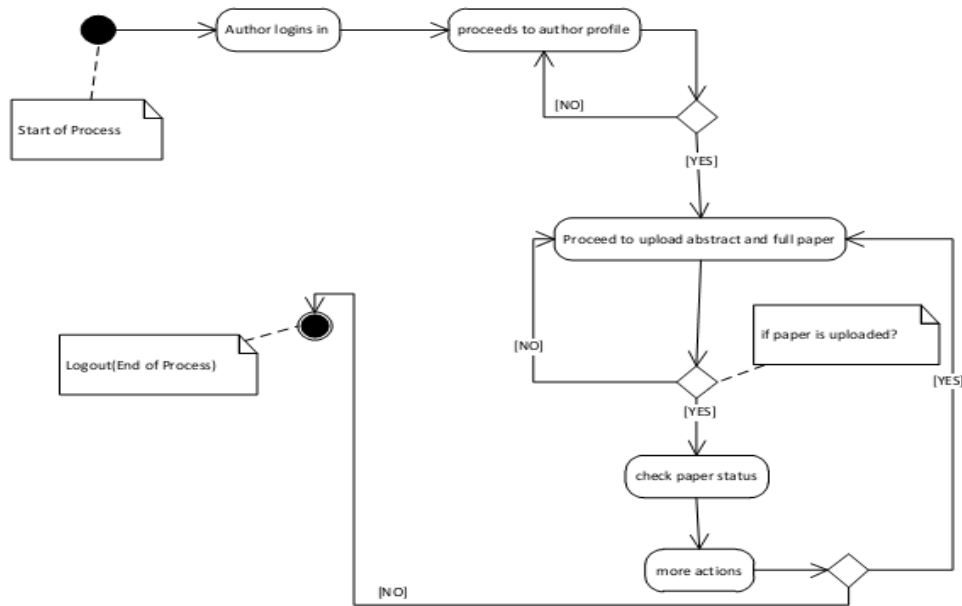 Author logins in
proceeds to author profile
Start of Process
[NO]
[YES]
Proceed to upload abstract and full paper
if paper is uploaded?
[NO]
Logout(End of Process)
[YES]
[YES]
check paper status
more actions
[NO]